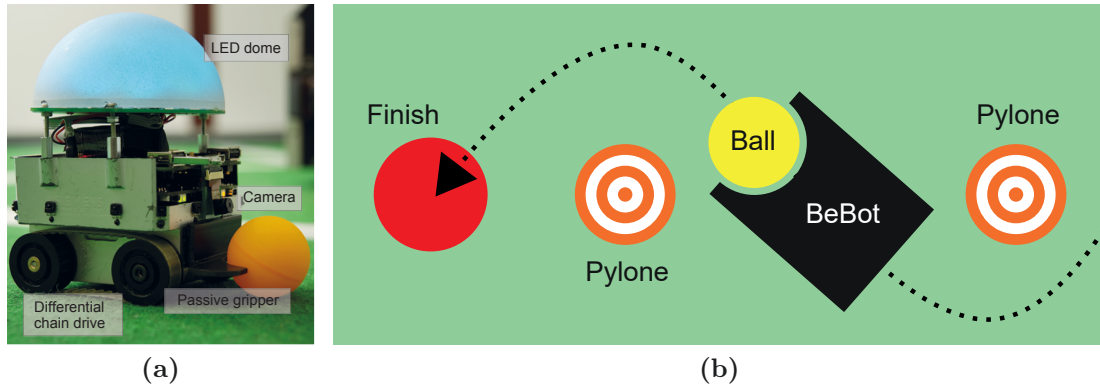 LED dome
Camera
Passive gripper
Differential
chain drive
(a)
Finish
Ball
Pylone
BeBot
Pylone
(b)